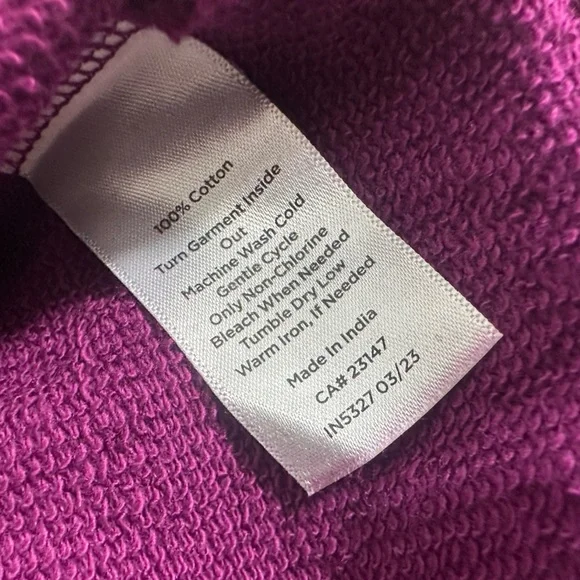 100% Cotton
Turn Garment Inside
Out
Machine Wash Cold
Gentle Cycle
Only Non-Chlorine
Bleach When Needed
Tumble Dry Low
Warm Iron, If Needed
Made in India
CA# 23147
IN5327 03/23